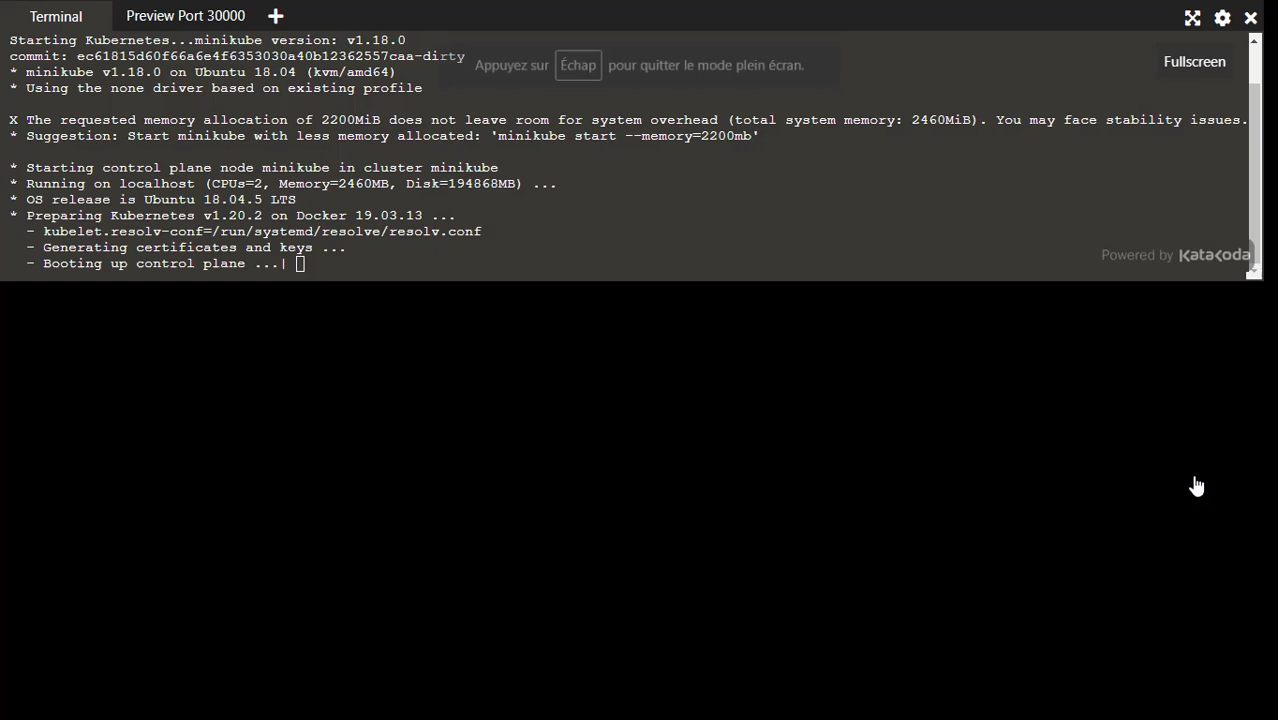 Terminal
Preview Port 30000
Starting Kubernetes...minikube version: v1.18.0
commit: ec61815d60f66a6e4f6353030a40b12362557caa-dirty
Appuyez sur Échap pour quitter le mode plein écran.
Fullscreen
* minikube v1.18.0 on Ubuntu 18.04 (kvm/amd64)
* Using the none driver based on existing profile
X The requested memory allocation of 2200MiB does not leave room for system overhead (total system memory: 2460MiB). You may face stability issues.
* Suggestion: Start minikube with less memory allocated: 'minikube start --memory=2200mb'
* Starting control plane node minikube in cluster minikube
* Running on localhost (CPUs=2, Memory=2460MB, Disk=194868MB) ...
* OS release is Ubuntu 18.04.5 LTS
* Preparing Kubernetes v1.20.2 on Docker 19.03.13 ...
- kubelet.resolv-conf=/run/systemd/resolve/resolv.conf
- Generating certificates and keys ...
- Booting up control plane ...|
Powered by KataKoda